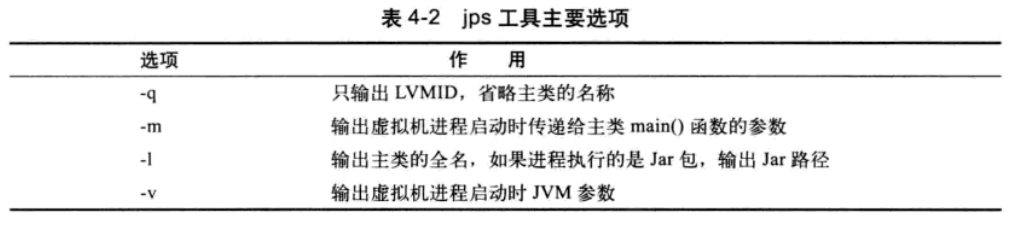 表 4-2 jps 工具主要选项
选项 作 用
-q 只输出 LVMID，省略主类的名称
-m 输出虚拟机进程启动时传递给主类 main() 函数的参数
-l 输出主类的全名，如果进程执行的是 Jar 包，输出 Jar 路径
-v 输出虚拟机进程启动时 JVM 参数